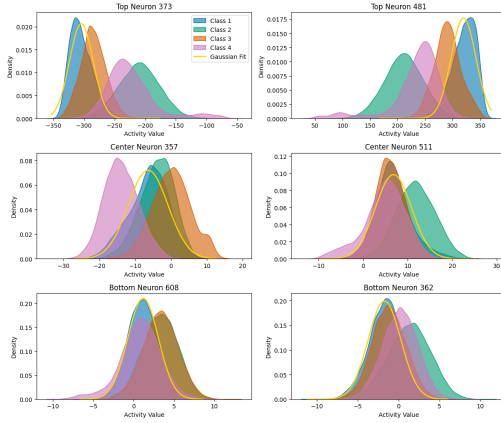 Top Neuron 373
Density
0.020
0.015
0.010
0.005
0.000
−350 −300 −250 −200 −150 −100 −50
Activity Value
Class 1
Class 2
Class 3
Class 4
Gaussian Fit
Top Neuron 481
Density
0.0175
0.0150
0.0125
0.0100
0.0075
0.0050
0.0025
0.0000
50 100 150 200 250 300 350
Activity Value
Center Neuron 357
Density
0.08
0.06
0.04
0.02
0.00
−30 −20 −10 0 10 20
Activity Value
Center Neuron 511
Density
0.12
0.10
0.08
0.06
0.04
0.02
0.00
−10 0 10 20 30
Activity Value
Bottom Neuron 608
Density
0.20
0.15
0.10
0.05
0.00
−10 −5 0 5 10
Activity Value
Bottom Neuron 362
Density
0.20
0.15
0.10
0.05
0.00
−10 −5 0 5 10
Activity Value